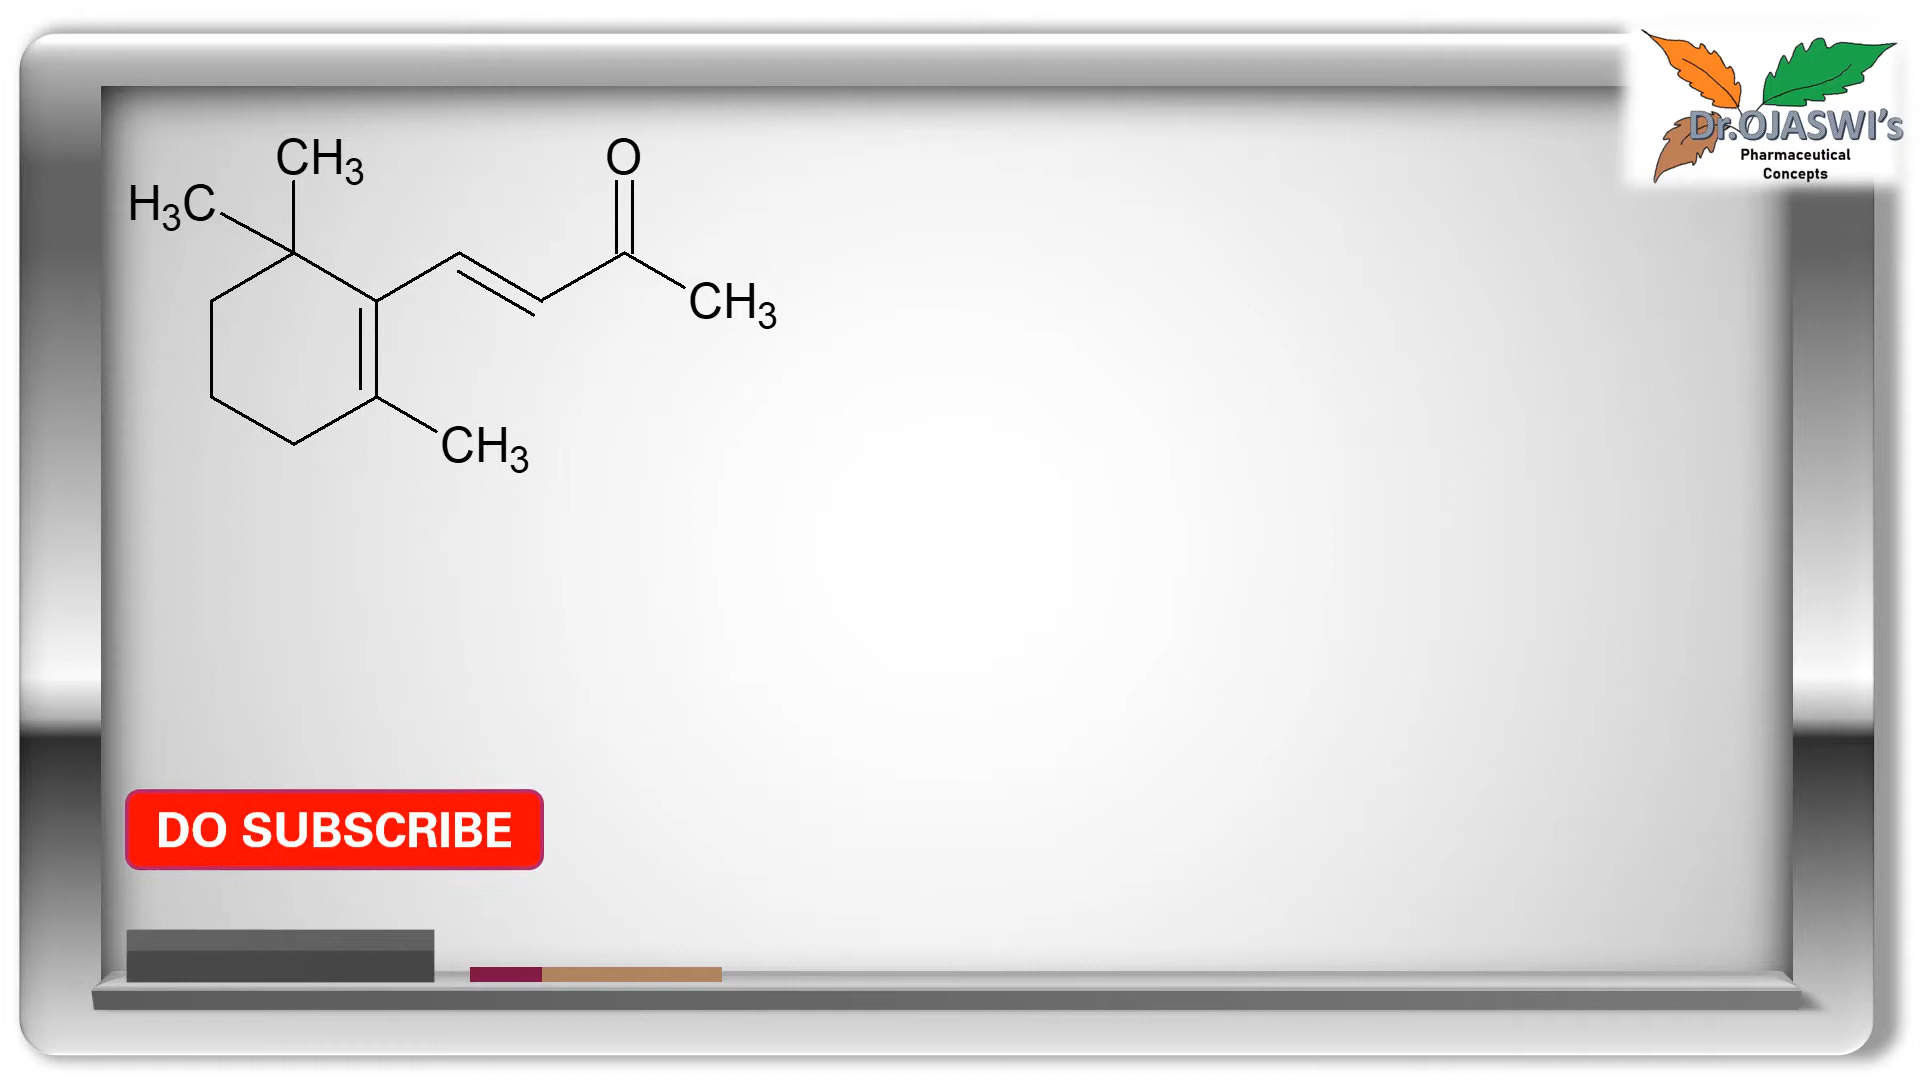 CH3
O
H3C
CH3
CH3
Dr.OJASWI's
Pharmaceutical
Concepts
DO SUBSCRIBE